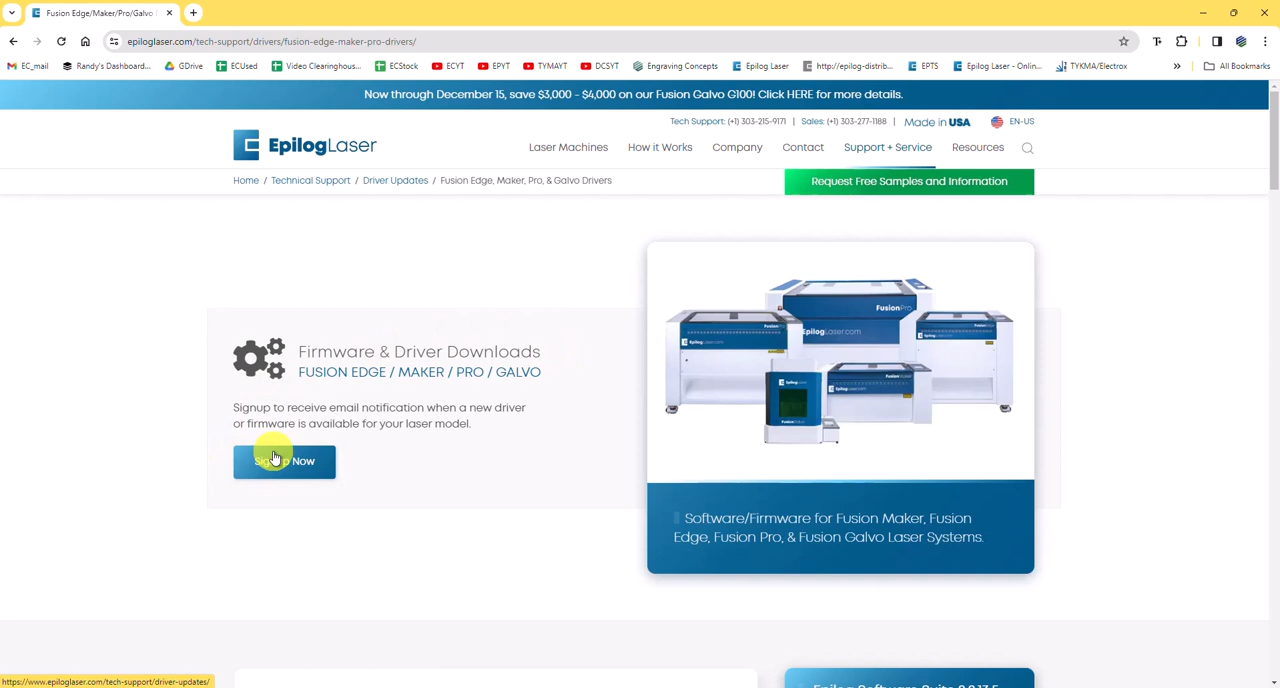 Fusion Edge/Maker/Pro/Galvo
epiloglaser.com/tech-support/drivers/fusion-edge-maker-pro-drivers/
EC_mail Randy's Dashboard... GDrive ECUsed Video Clearinghous... ECStock ECYT EPYT TYMAYT DCSYT Engraving Concepts Epilog Laser http://epilog-distrib... EPTS Epilog Laser - Onlin... TYKMA/Electrox » All Bookmarks
Now through December 15, save $3,000 - $4,000 on our Fusion Galvo G100! Click HERE for more details.
Tech Support: (+1) 303-215-9171 | Sales: (+1) 303-277-1188 | Made in USA EN-US
EpilogLaser
Laser Machines How it Works Company Contact Support + Service Resources
Home / Technical Support / Driver Updates / Fusion Edge, Maker, Pro, & Galvo Drivers
Request Free Samples and Information
FusionPro
EpilogLaser.com
Firmware & Driver Downloads
FUSION EDGE / MAKER / PRO / GALVO
Signup to receive email notification when a new driver
or firmware is available for your laser model.
Sign Up Now
Software/Firmware for Fusion Maker, Fusion
Edge, Fusion Pro, & Fusion Galvo Laser Systems.
https://www.epiloglaser.com/tech-support/driver-updates/